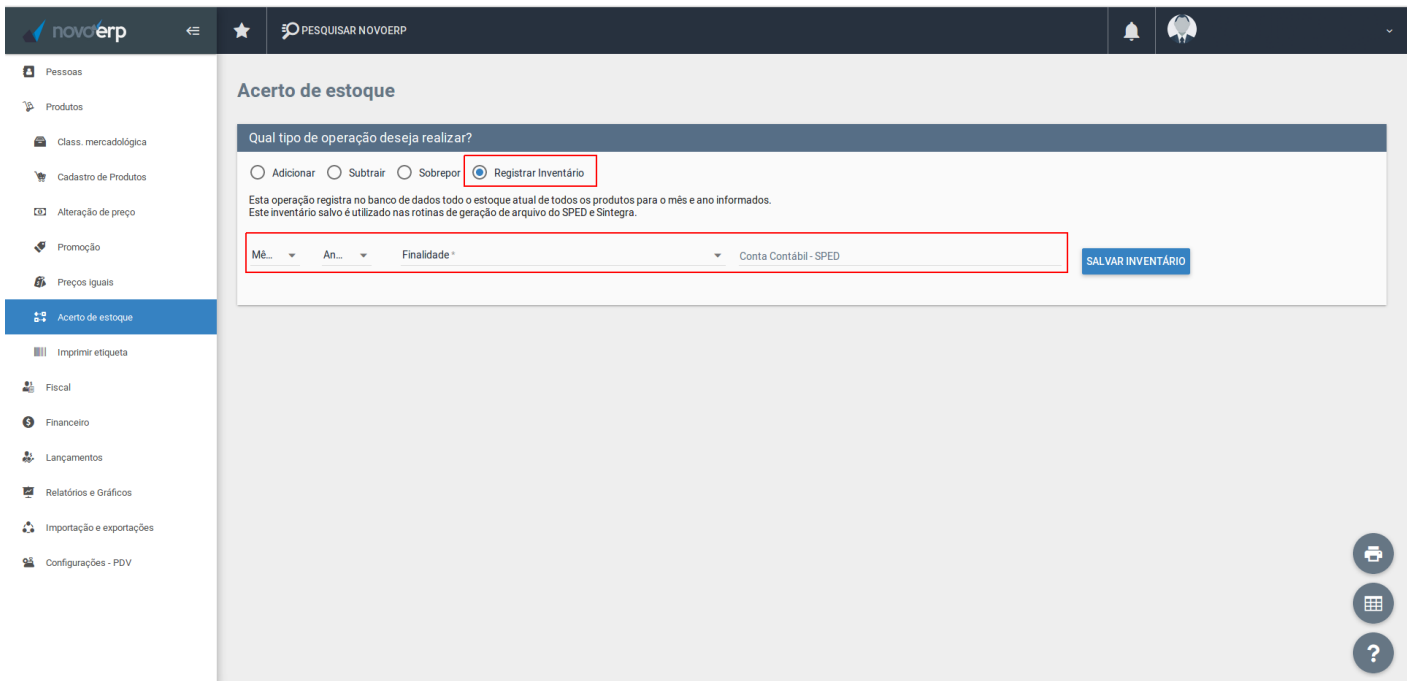 novoerp
PESQUISAR NOVOERP
Pessoas
Produtos
Class. mercadológica
Cadastro de Produtos
Alteração de preço
Promoção
Preços iguais
Acerto de estoque
Imprimir etiqueta
Fiscal
Financeiro
Lançamentos
Relatórios e Gráficos
Importação e exportações
Configurações - PDV
Acerto de estoque
Qual tipo de operação deseja realizar?
Adicionar Subtrair Sobrepor Registrar Inventário
Esta operação registra no banco de dados todo o estoque atual de todos os produtos para o mês e ano informados.
Este inventário salvo é utilizado nas rotinas de geração de arquivo do SPED e Sintegra.
Mê... An... Finalidade * Conta Contábil - SPED SALVAR INVENTÁRIO
?